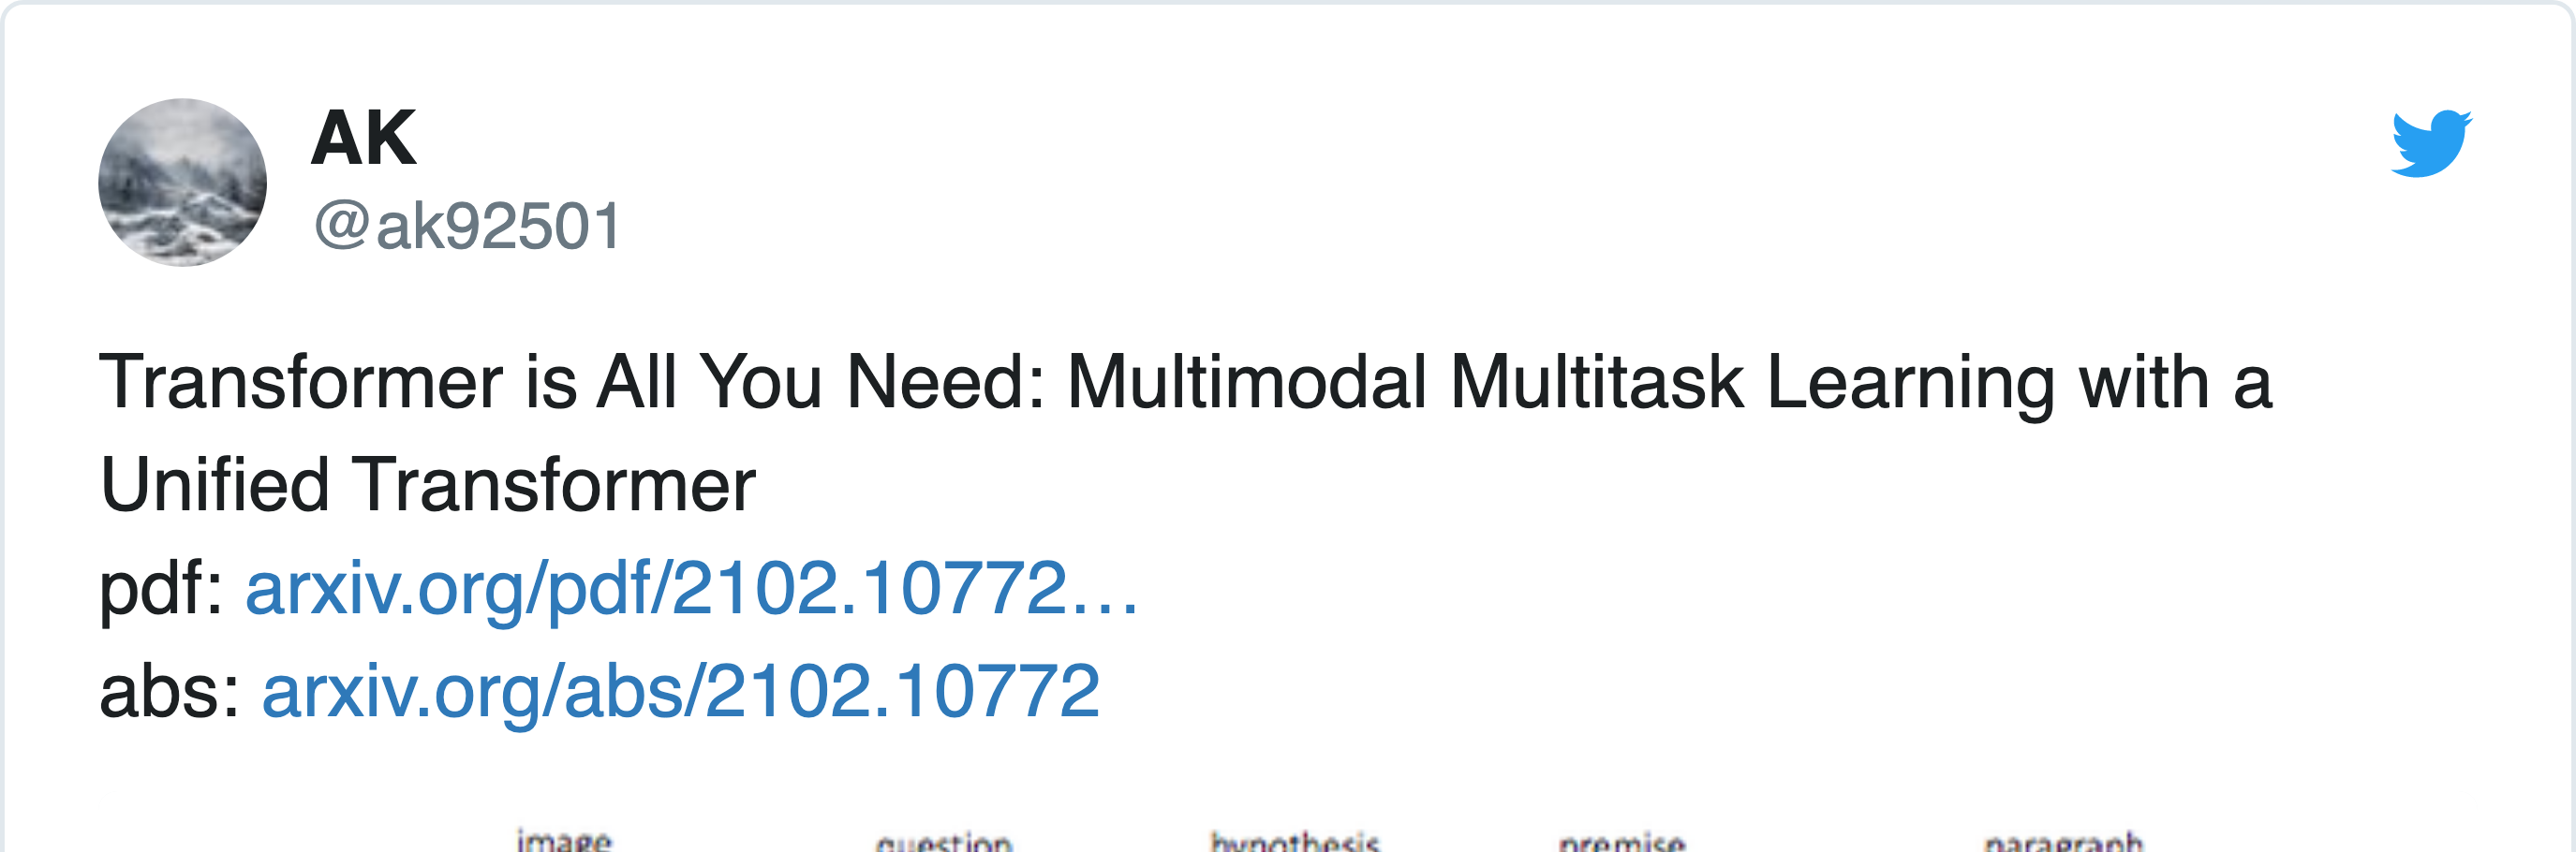 AK
@ak92501
Transformer is All You Need: Multimodal Multitask Learning with a
Unified Transformer
pdf: arxiv.org/pdf/2102.10772…
abs: arxiv.org/abs/2102.10772
image question hypothesis premise paragraph